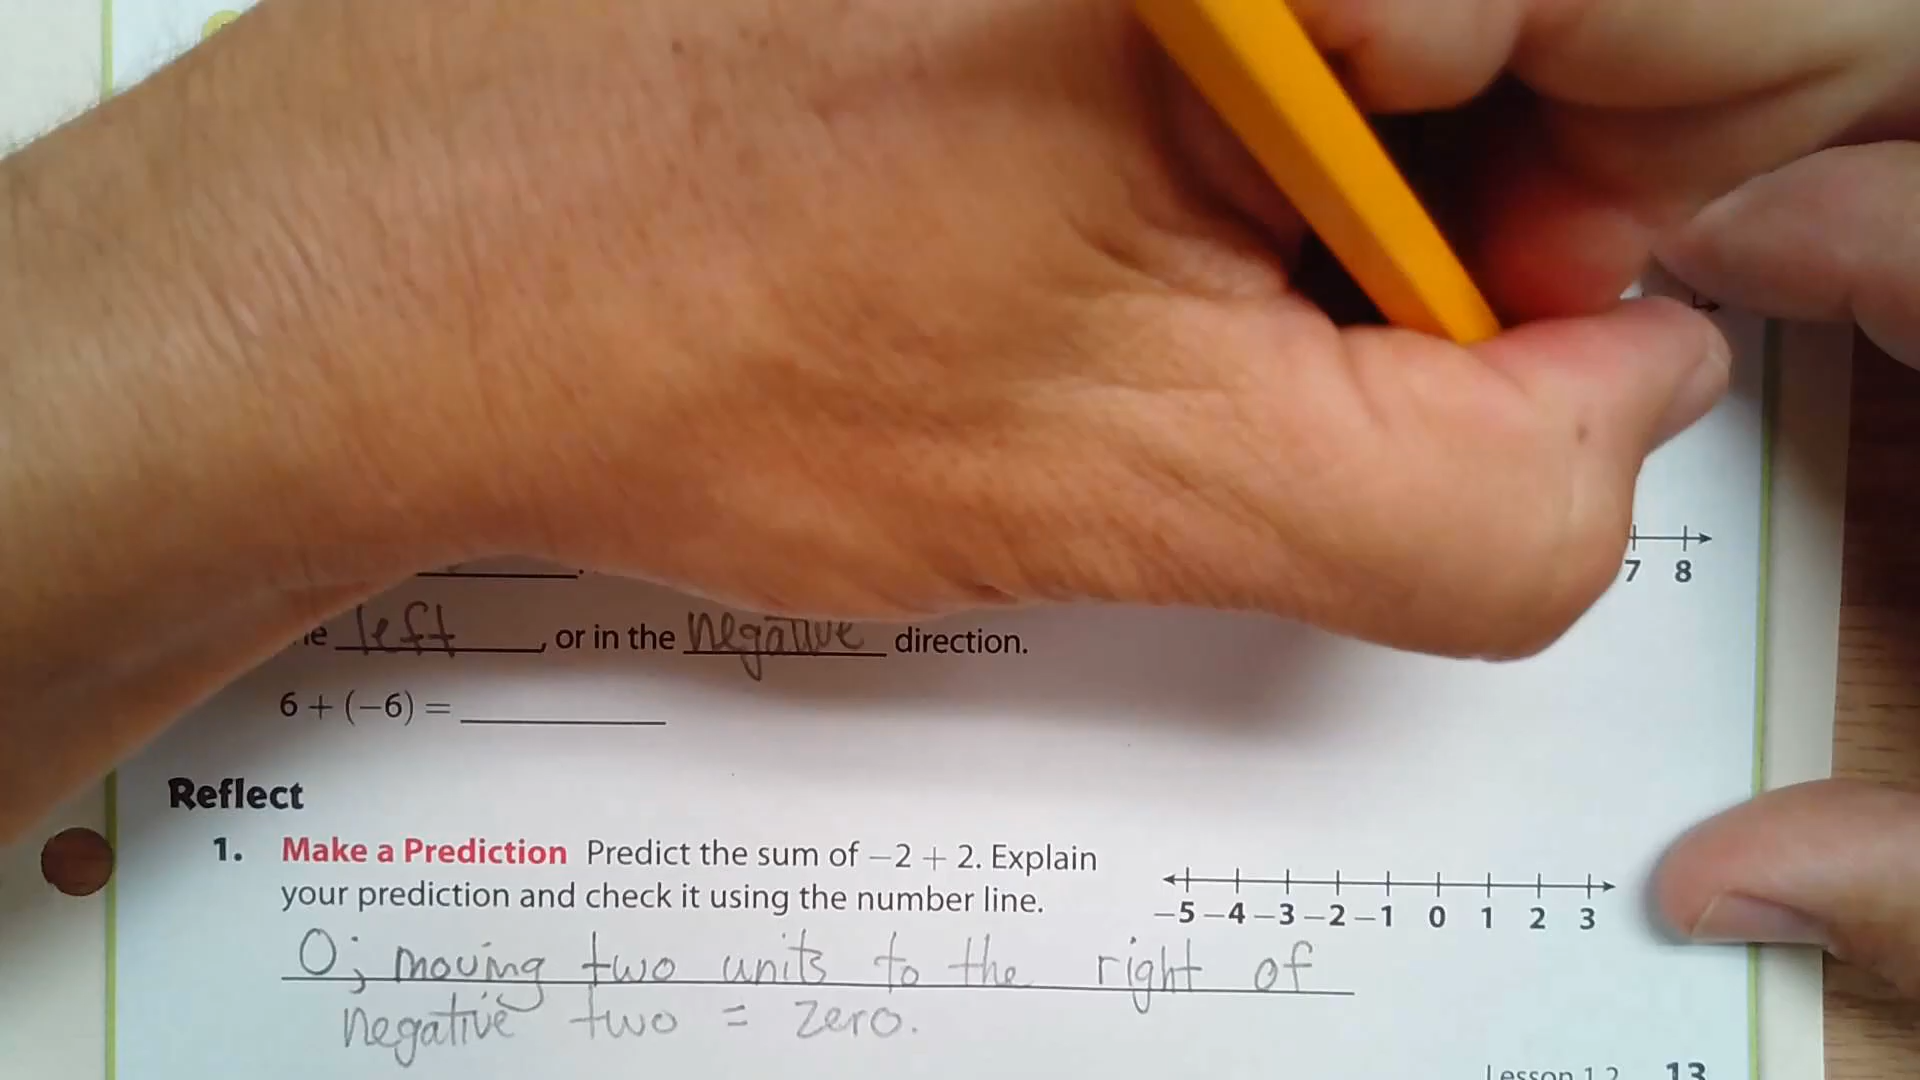 7 8
left, or in the negative direction.
6 + (−6) =
Reflect
1. Make a Prediction Predict the sum of −2 + 2. Explain
your prediction and check it using the number line.
−5 −4 −3 −2 −1 0 1 2 3
0; moving two units to the right of
negative two = zero.
Lesson 1.2 13